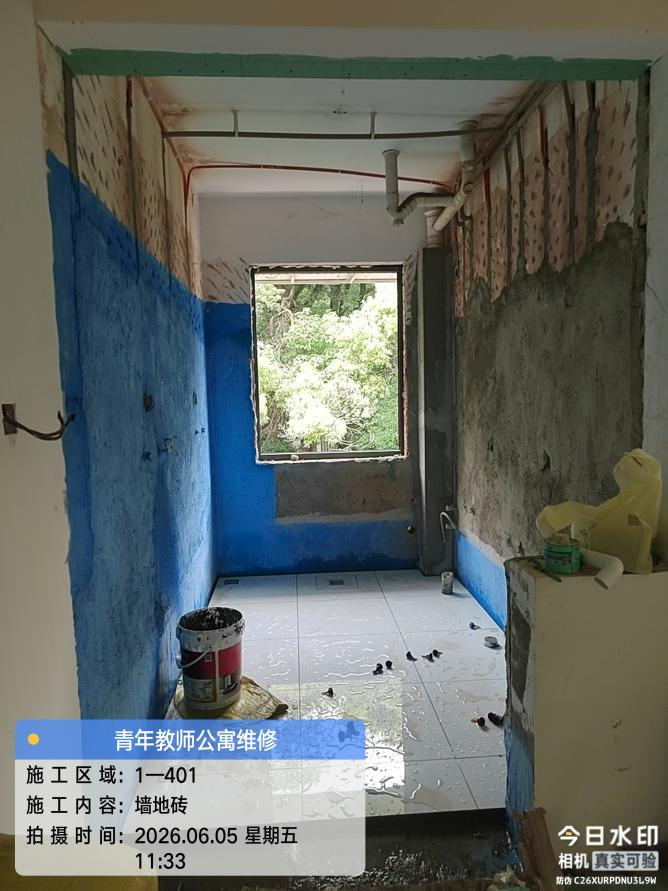 青年教师公寓维修
施工区域: 1—401
施工内容: 墙地砖
拍摄时间: 2026.06.05 星期五
11:33
今日水印
相机 真实可验
防伪 C26XURPDNU3L9W